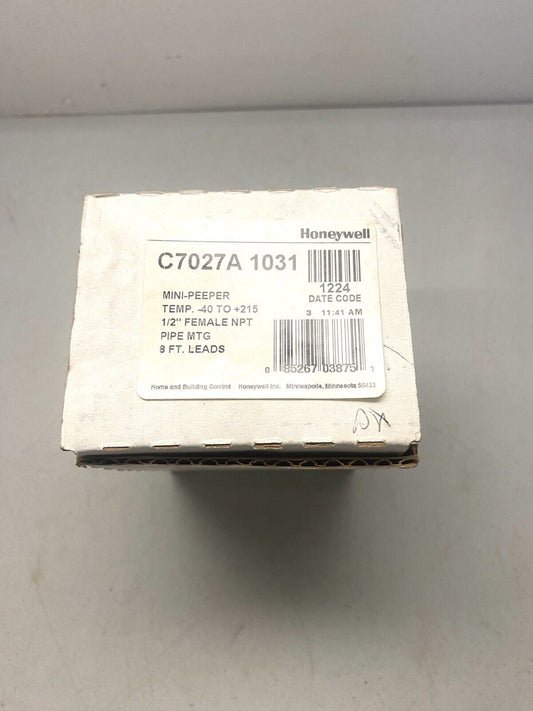 Honeywell
C7027A 1031
1224
DATE CODE
3 11:41 AM
MINI-PEEPER
TEMP. -40 TO +215
1/2" FEMALE NPT
PIPE MTG
8 FT. LEADS
0 85267 03875 1
Home and Building Control Honeywell Inc. Minneapolis, Minnesota 55422